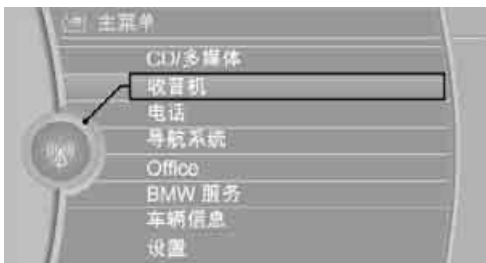 主菜单
CD/多媒体
收音机
电话
导航系统
Office
BMW 服务
车辆信息
设置